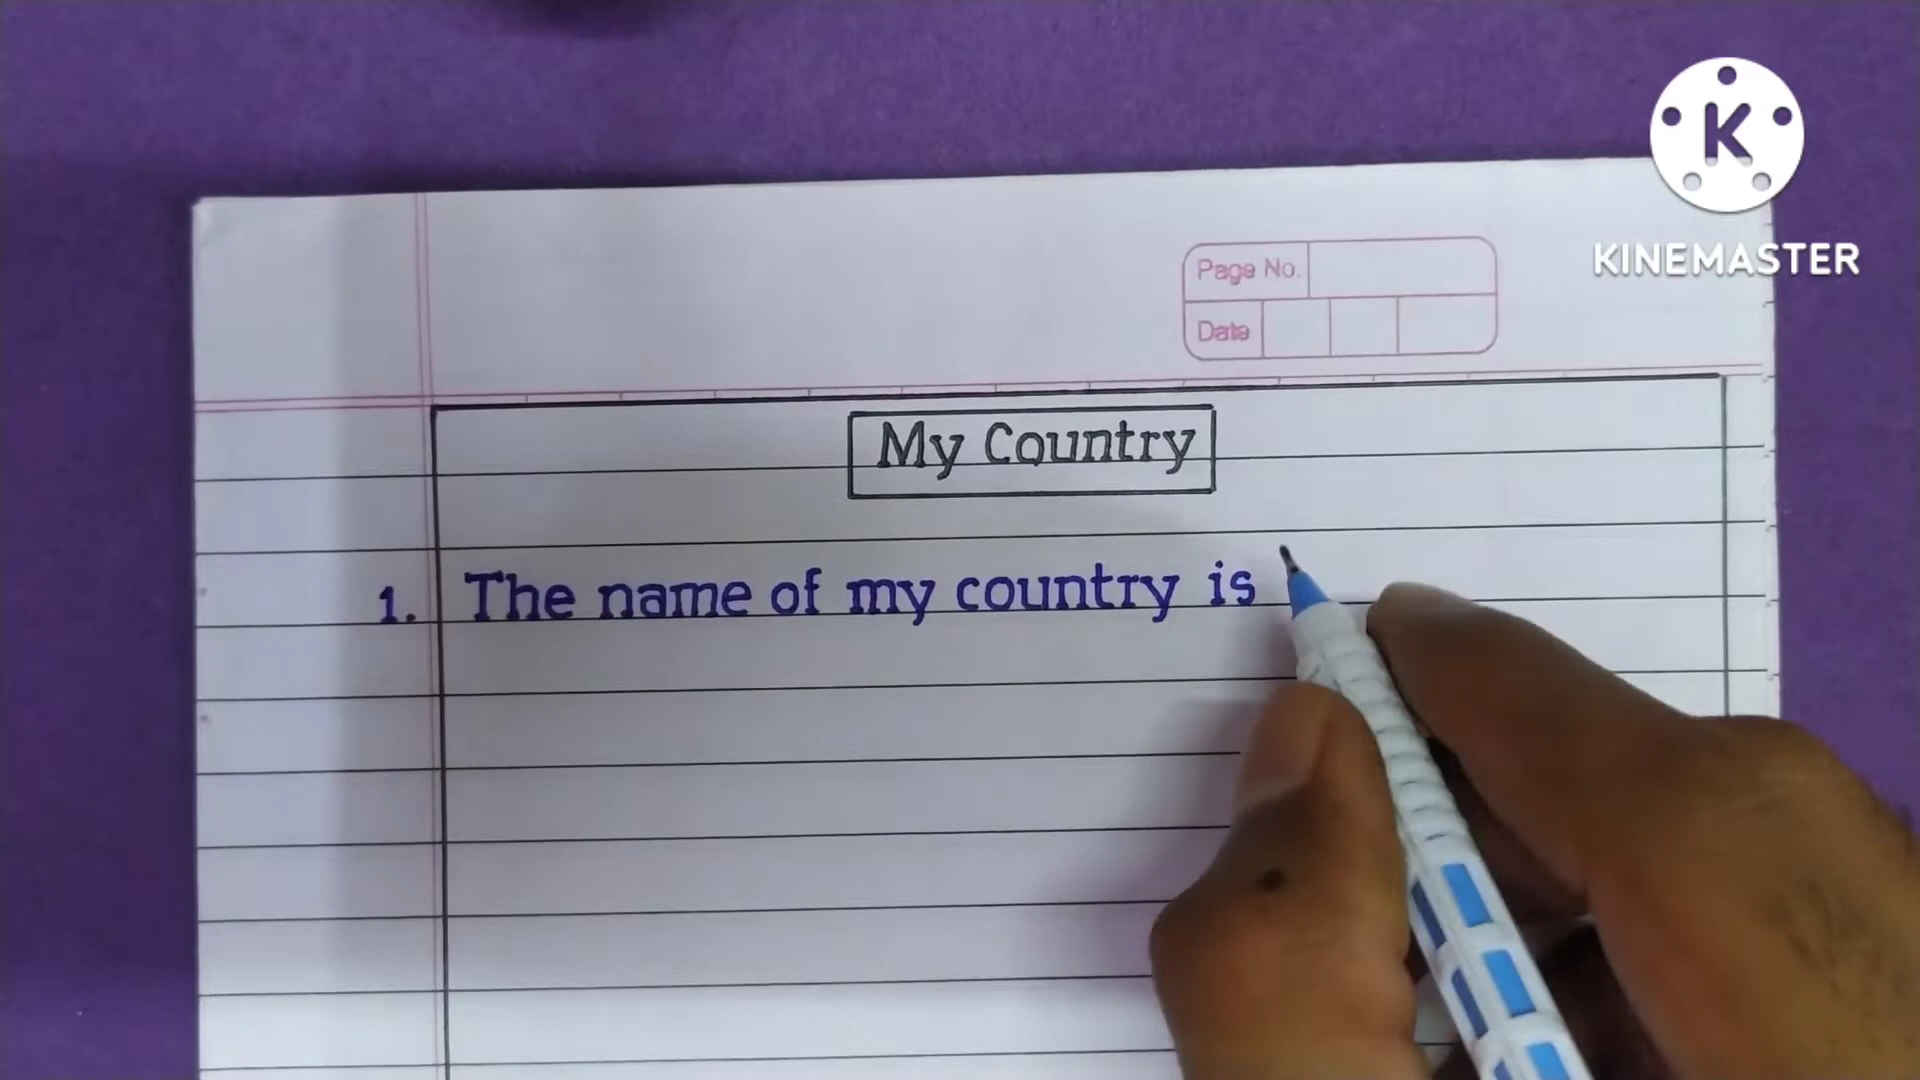 K
KINEMASTER
Page No.
Date
My Country
1. The name of my country is